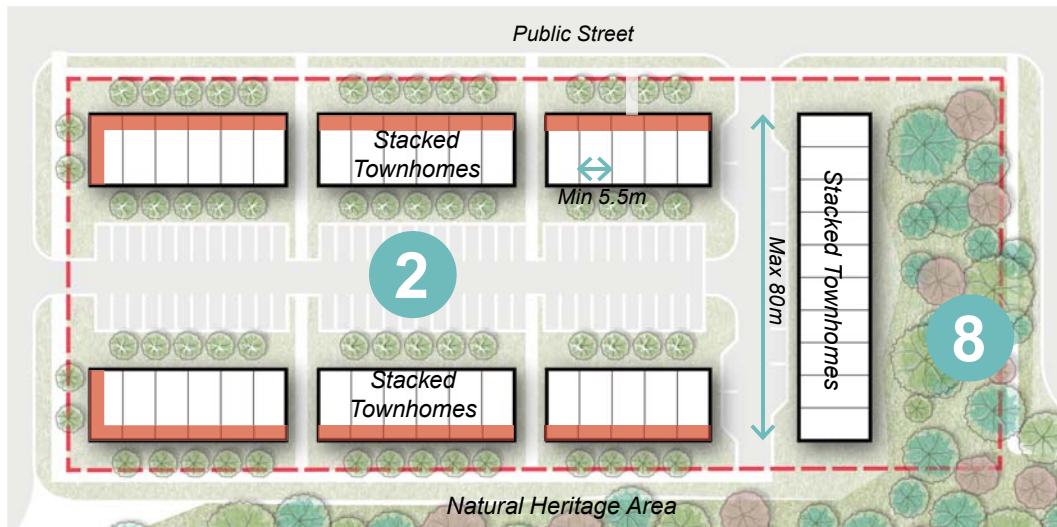 Public Street
Stacked
Townhomes
Min 5.5m
Max 80m
Stacked Townhomes
2
8
Stacked
Townhomes
Natural Heritage Area